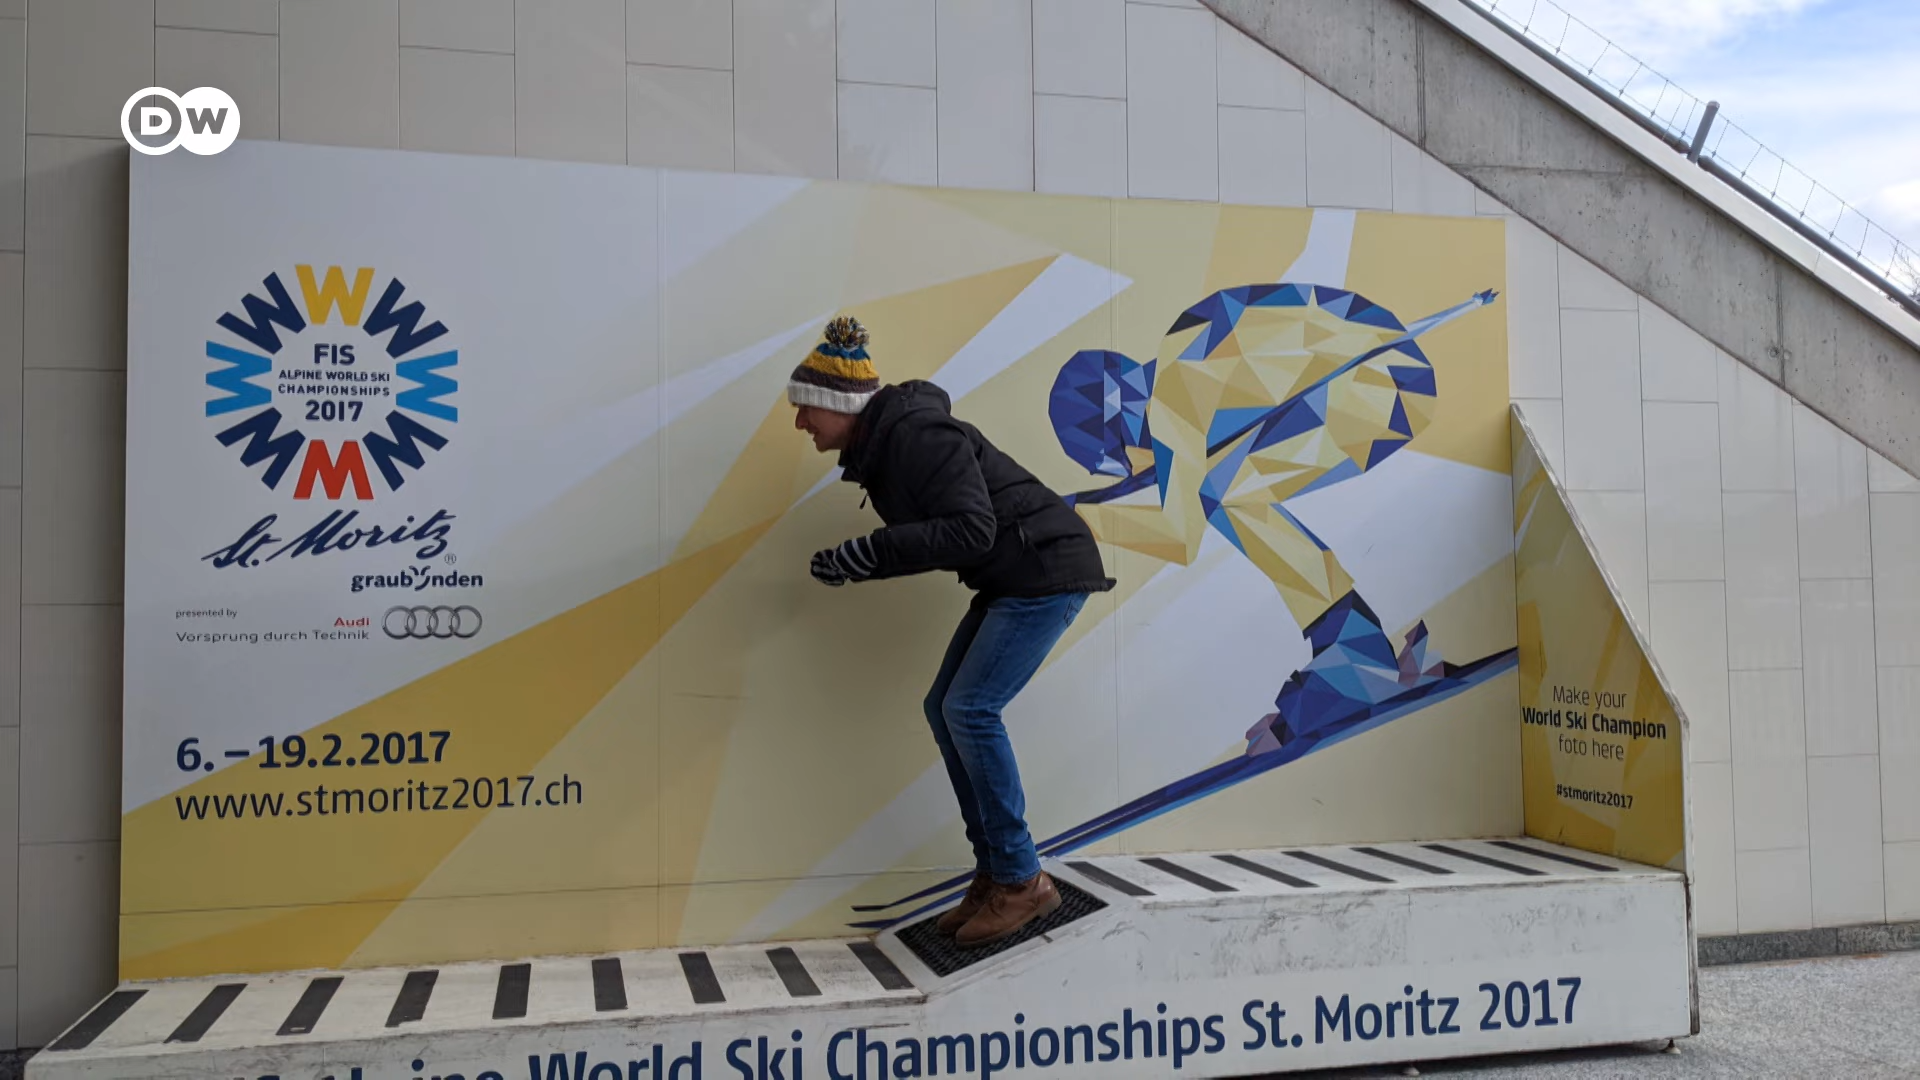 DW
W W W W W W W
FIS
ALPINE WORLD SKI
CHAMPIONSHIPS
2017
M M M
St. Moritz®
graubünden
presented by
Audi
Vorsprung durch Technik
6. – 19.2.2017
www.stmoritz2017.ch
Make your
World Ski Champion
foto here
#stmoritz2017
Alpine World Ski Championships St. Moritz 2017